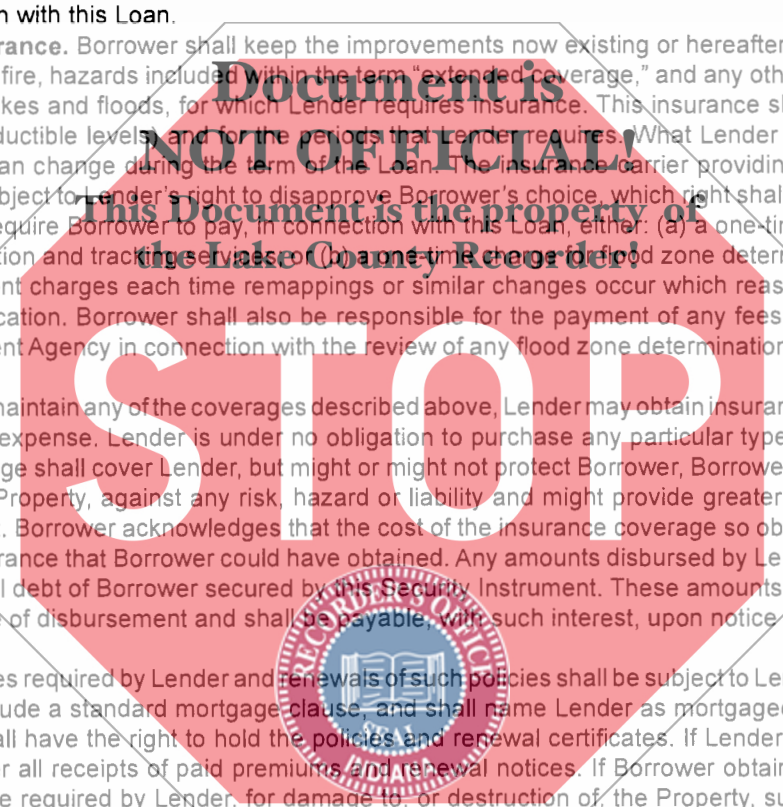 n with this Loan.
rance. Borrower shall keep the improvements now existing or hereafter
fire, hazards included within the term "extended coverage," and any oth
Document is
kes and floods, for which Lender requires insurance. This insurance s
ductible levels) and for the periods that Lender requires. What Lender
NOT OFFICIAL!
an change during the term of the Loan. The insurance carrier providin
bject to Lender's right to disapprove Borrower's choice, which right shal
This Document is the property of
equire Borrower to pay, in connection with this Loan, either: (a) a one-ti
the Lake County Recorder!
tion and tracking services; or (b) a one-time charge for flood zone deter
nt charges each time remappings or similar changes occur which reas
cation. Borrower shall also be responsible for the payment of any fees
ent Agency in connection with the review of any flood zone determination
STOP
naintain any of the coverages described above, Lender may obtain insuran
expense. Lender is under no obligation to purchase any particular type
ge shall cover Lender, but might or might not protect Borrower, Borrowe
Property, against any risk, hazard or liability and might provide greater
. Borrower acknowledges that the cost of the insurance coverage so ob
rance that Borrower could have obtained. Any amounts disbursed by Le
l debt of Borrower secured by this Security Instrument. These amounts
e of disbursement and shall be payable, with such interest, upon notice
RECORDER'S OFFICE
SEAL
INDIANA
es required by Lender and renewals of such policies shall be subject to Le
lude a standard mortgage clause, and shall name Lender as mortgagee
all have the right to hold the policies and renewal certificates. If Lender
r all receipts of paid premiums and renewal notices. If Borrower obtain
e required by Lender, for damage to, or destruction of, the Property, s